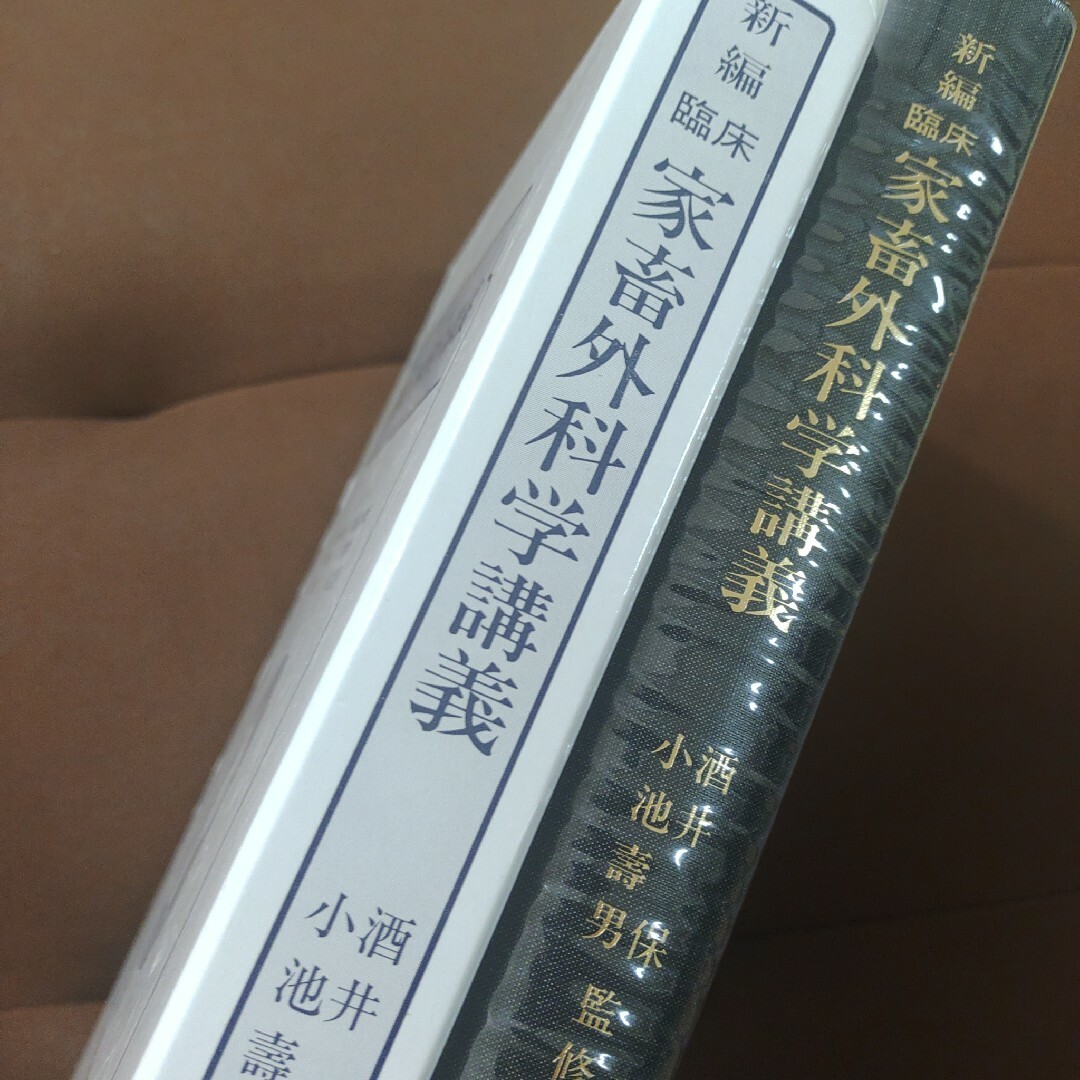 新編
臨床
家畜外科学講義
酒井
小池壽
新編
臨床
家畜外科学講義
酒井保
小池壽男
監修